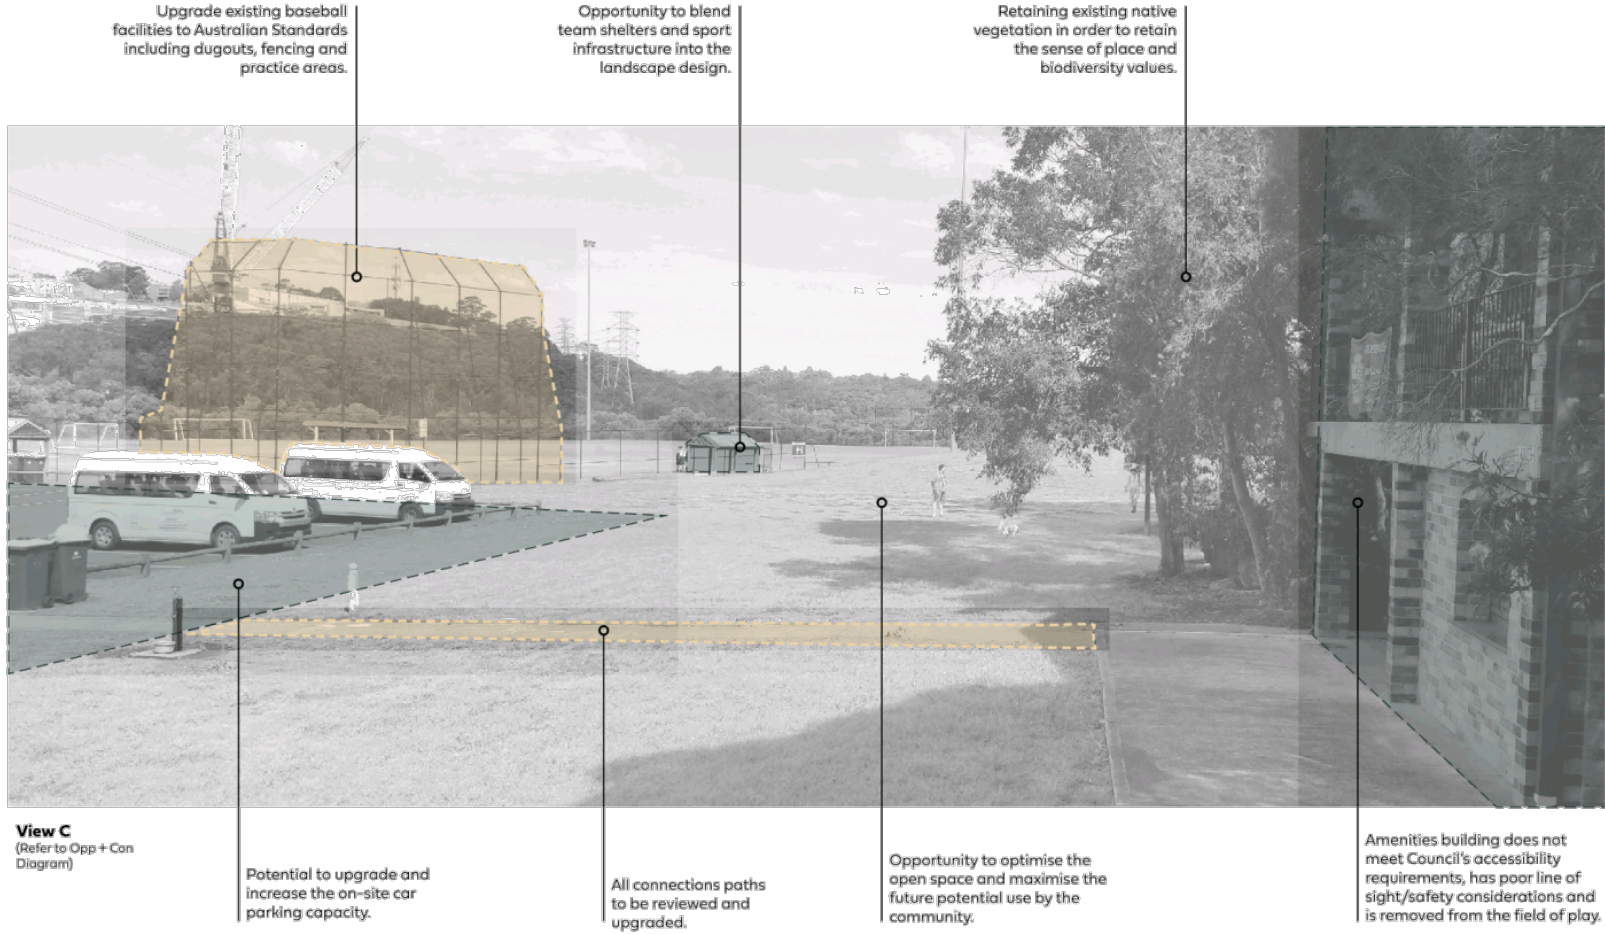 Upgrade existing baseball
facilities to Australian Standards
including dugouts, fencing and
practice areas.
Opportunity to blend
team shelters and sport
infrastructure into the
landscape design.
Retaining existing native
vegetation in order to retain
the sense of place and
biodiversity values.
View C
(Refer to Opp + Con
Diagram)
Potential to upgrade and
increase the on-site car
parking capacity.
All connections paths
to be reviewed and
upgraded.
Opportunity to optimise the
open space and maximise the
future potential use by the
community.
Amenities building does not
meet Council's accessibility
requirements, has poor line of
sight/safety considerations and
is removed from the field of play.